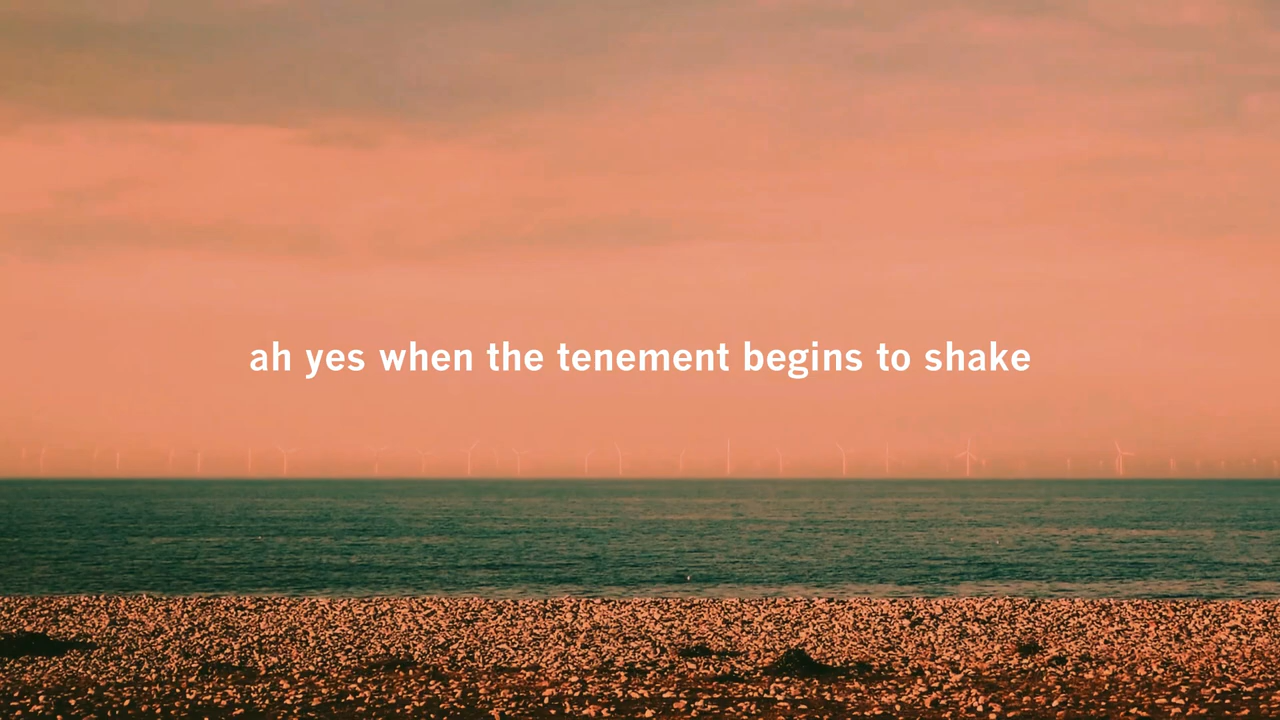 ah yes when the tenement begins to shake